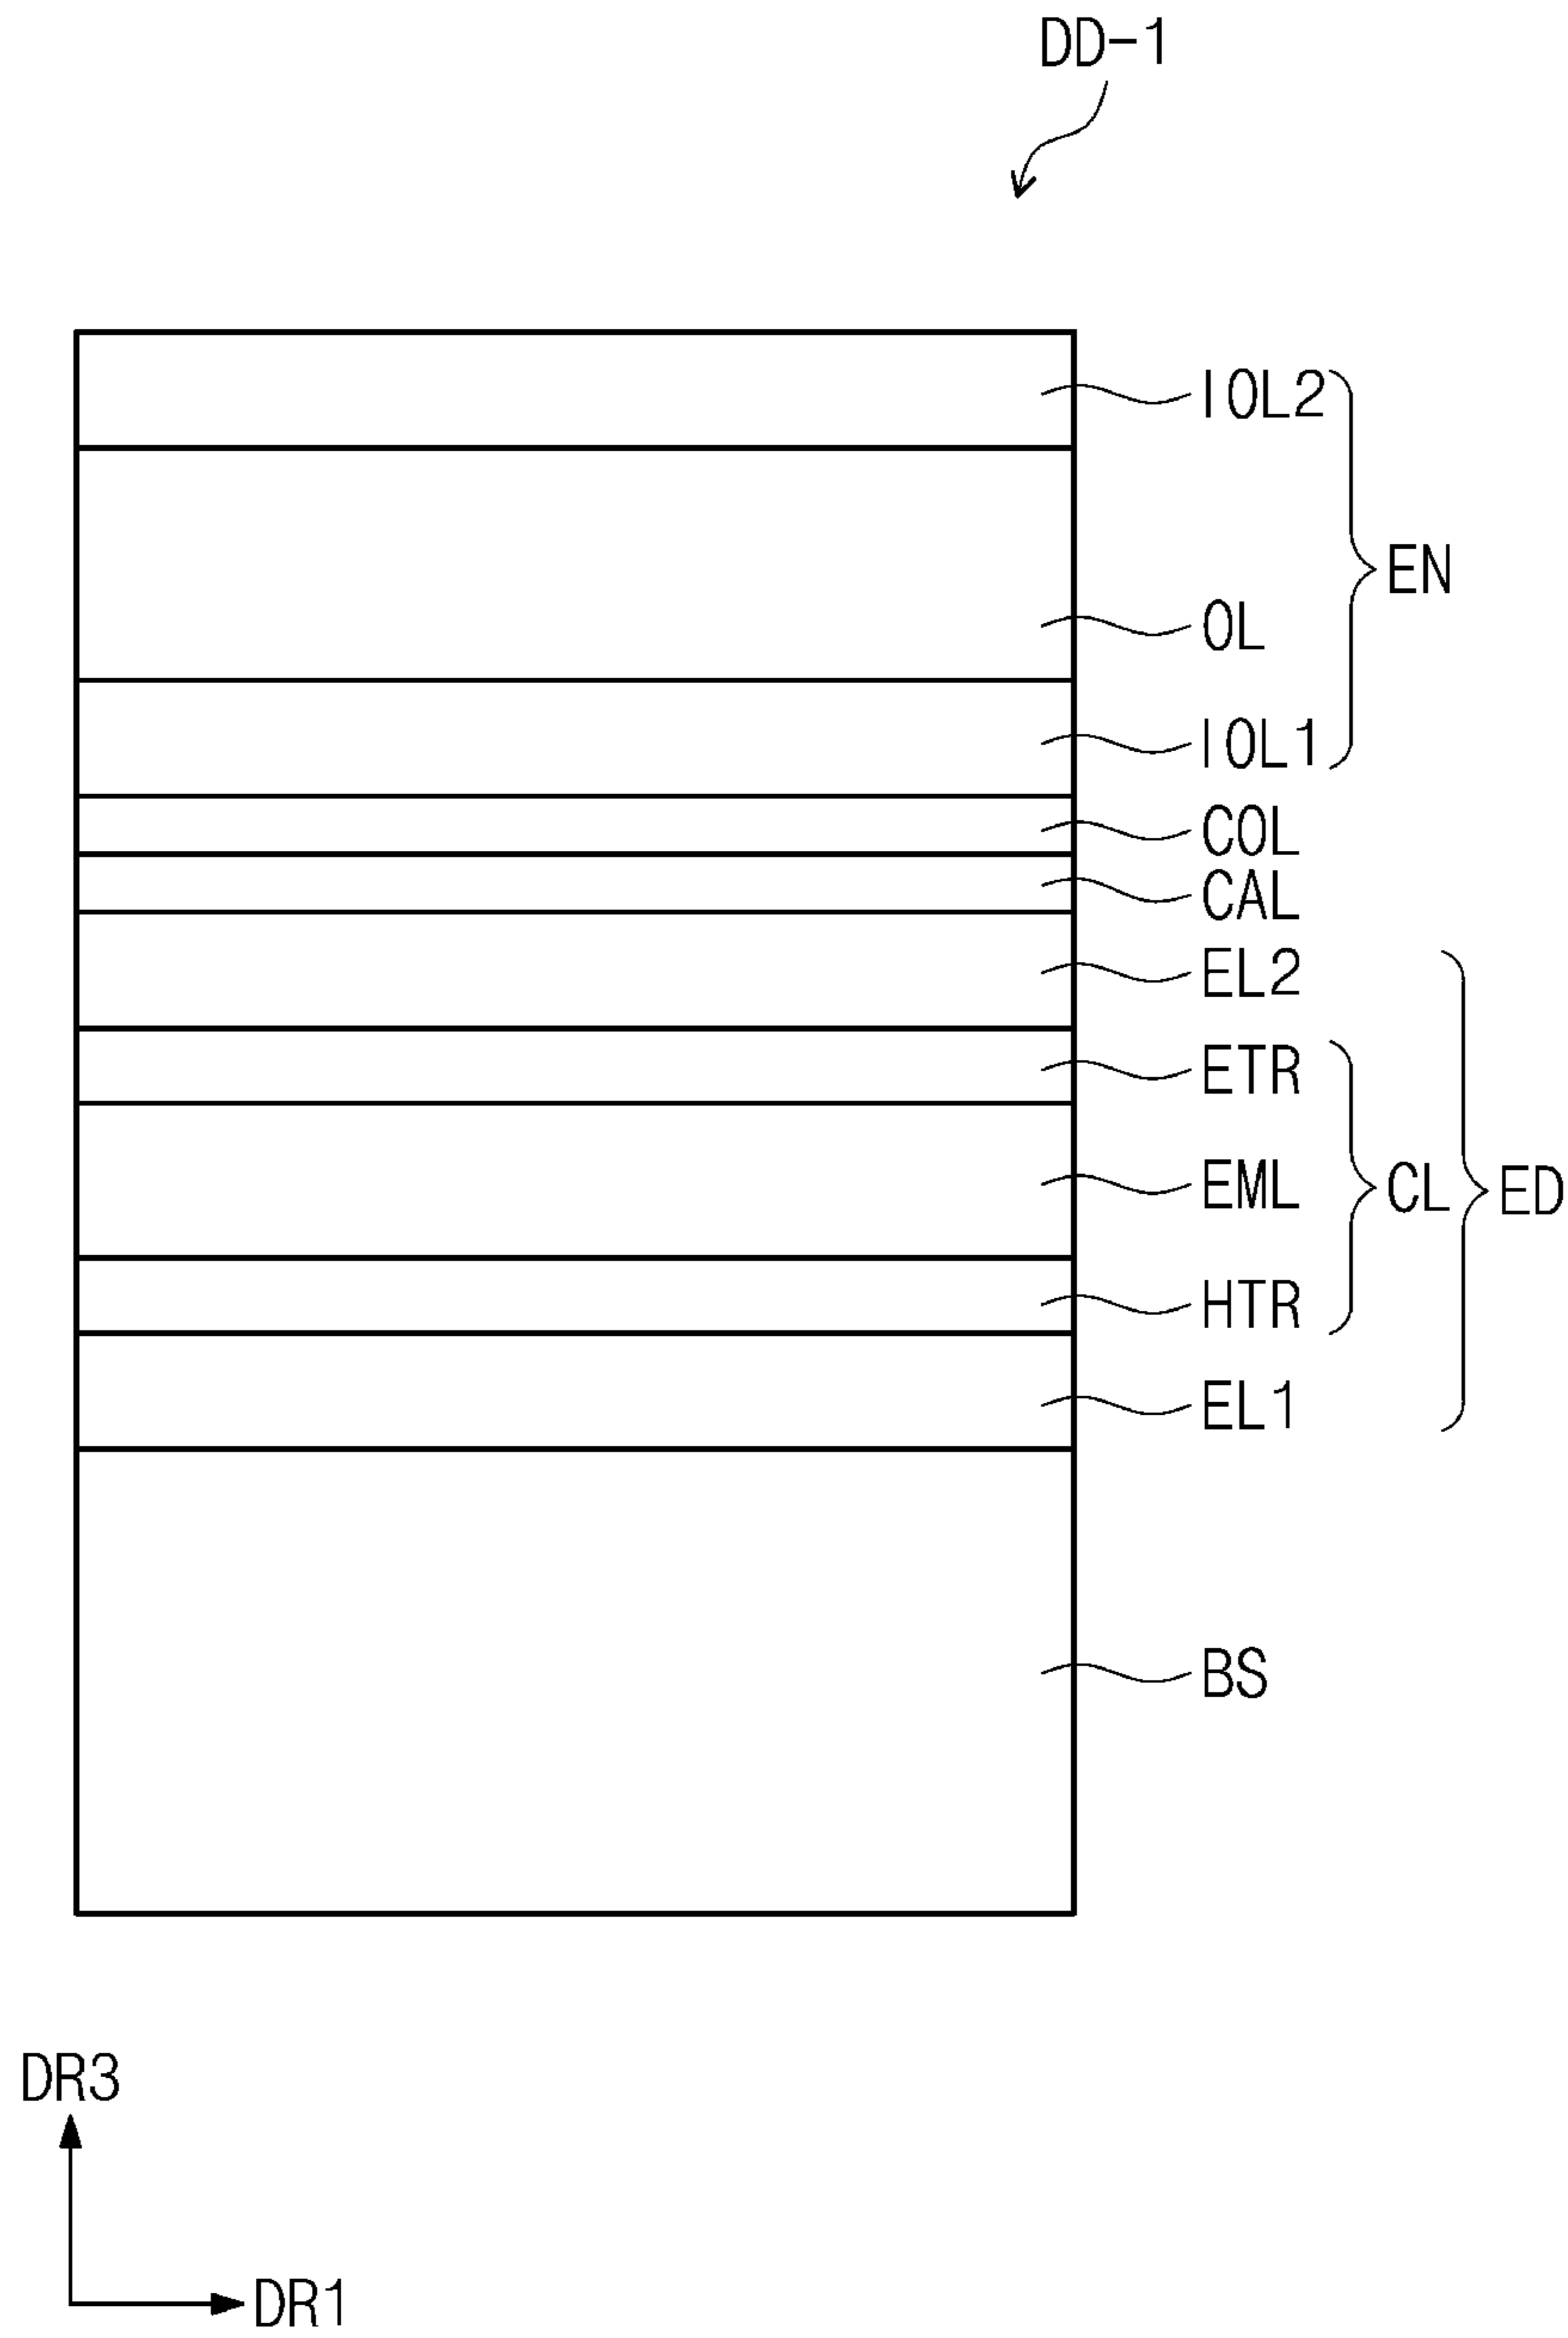 DD-1
IOL2
EN
OL
IOL1
COL
CAL
EL2
ETR
EML
CL
ED
HTR
EL1
BS
DR3
DR1